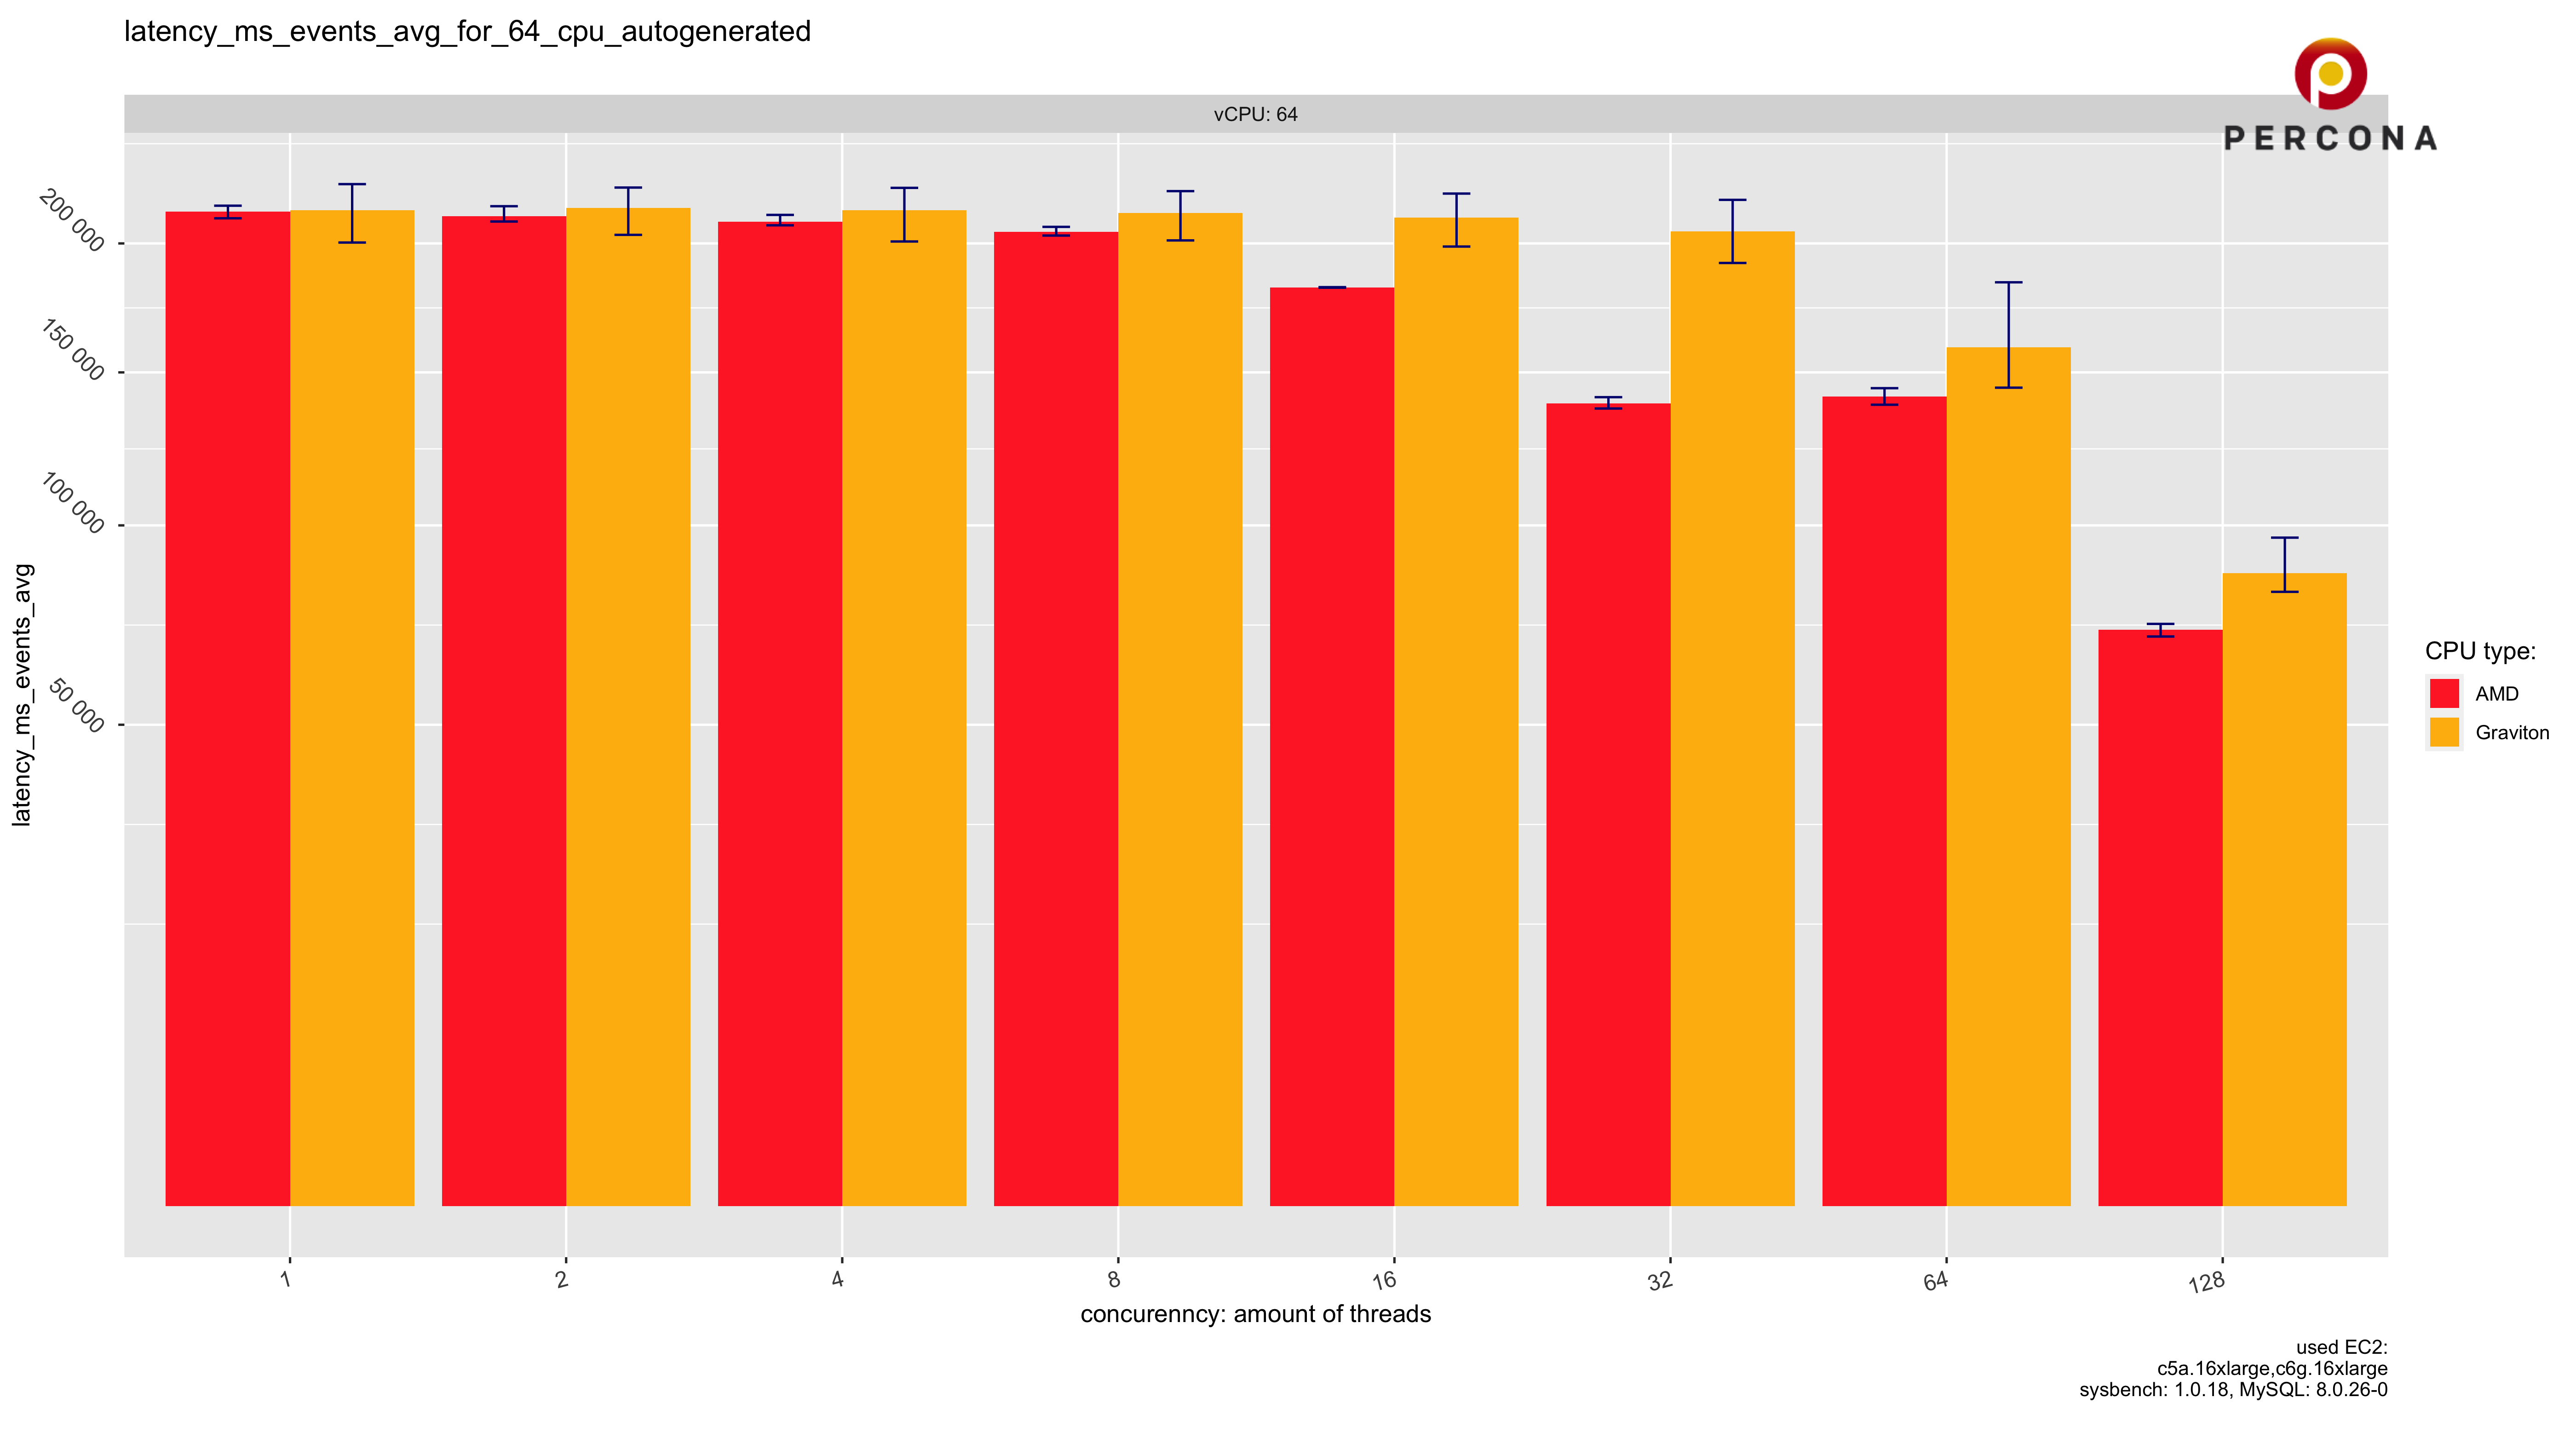 latency_ms_events_avg_for_64_cpu_autogenerated
PERCONA
vCPU: 64
latency_ms_events_avg
200 000
150 000
100 000
50 000
1
2
4
8
16
32
64
128
concurenncy: amount of threads
CPU type:
AMD
Graviton
used EC2:
c5a.16xlarge,c6g.16xlarge
sysbench: 1.0.18, MySQL: 8.0.26-0